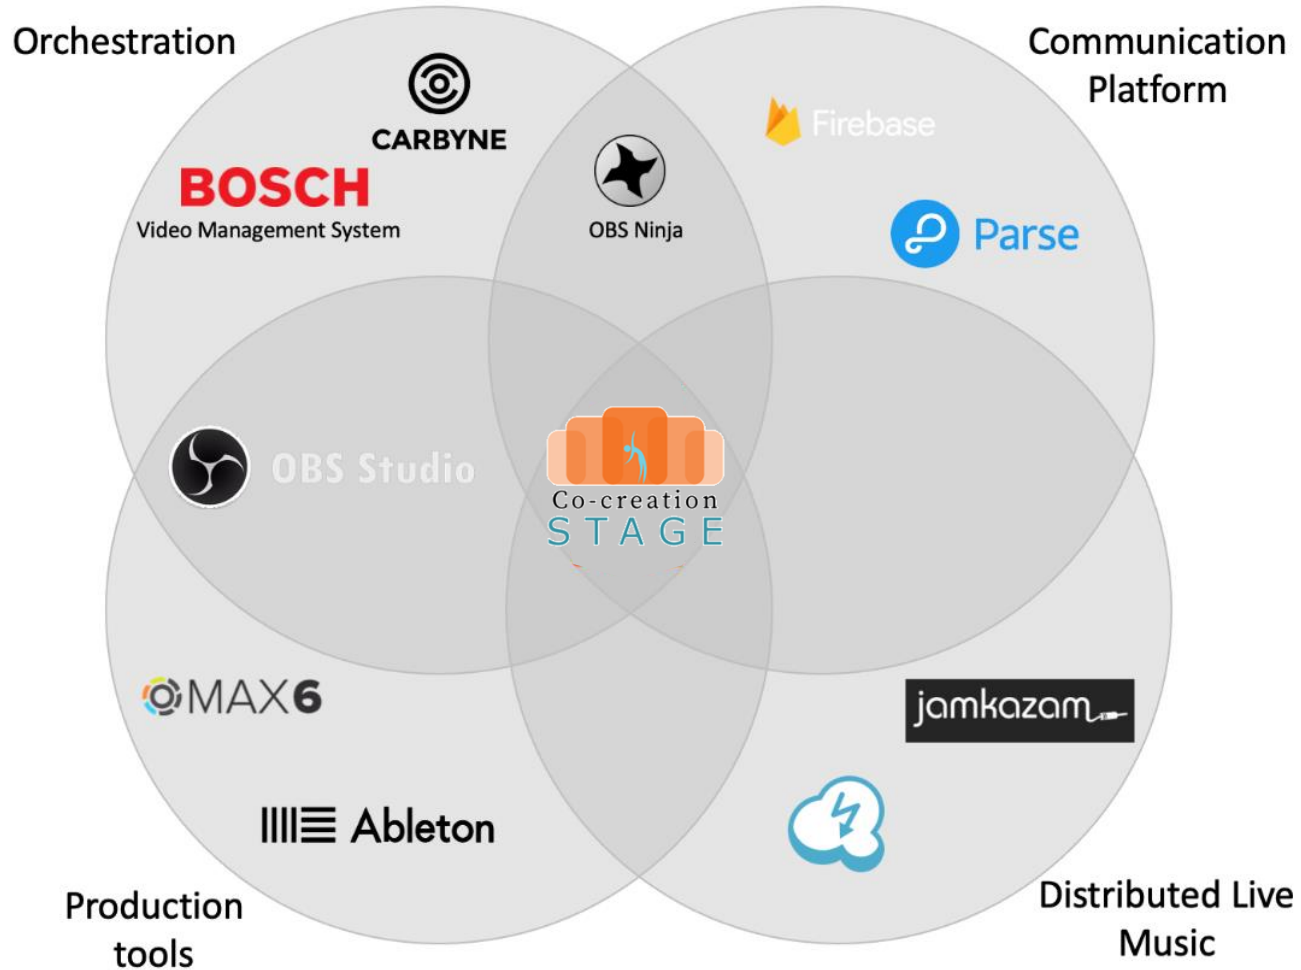 Orchestration
Communication
Platform
CARBYNE
Firebase
BOSCH
Video Management System
OBS Ninja
Parse
OBS Studio
Co-creation
STAGE
MAX6
jamkazam
Ableton
Production
tools
Distributed Live
Music